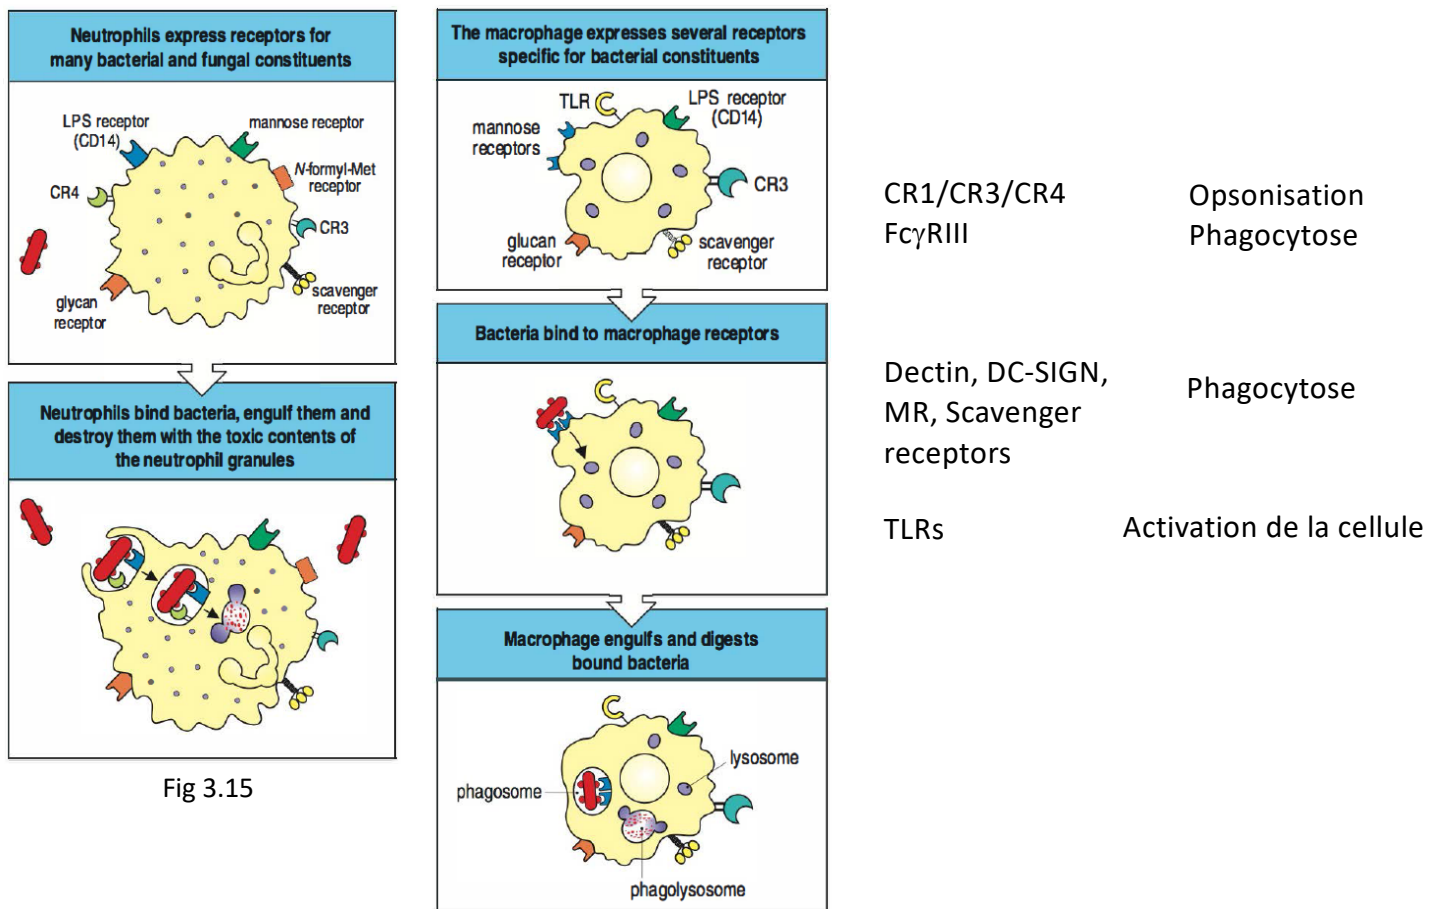 Neutrophils express receptors for
many bacterial and fungal constituents
LPS receptor
(CD14)
mannose receptor
N-formyl-Met
receptor
CR4
CR3
glycan
receptor
scavenger
receptor
Neutrophils bind bacteria, engulf them and
destroy them with the toxic contents of
the neutrophil granules
Fig 3.15
The macrophage expresses several receptors
specific for bacterial constituents
TLR
LPS receptor
(CD14)
mannose
receptors
CR3
glucan
receptor
scavenger
receptor
Bacteria bind to macrophage receptors
Macrophage engulfs and digests
bound bacteria
lysosome
phagosome
phagolysosome
CR1/CR3/CR4
FcγRIII
Opsonisation
Phagocytose
Dectin, DC-SIGN,
MR, Scavenger
receptors
Phagocytose
TLRs
Activation de la cellule